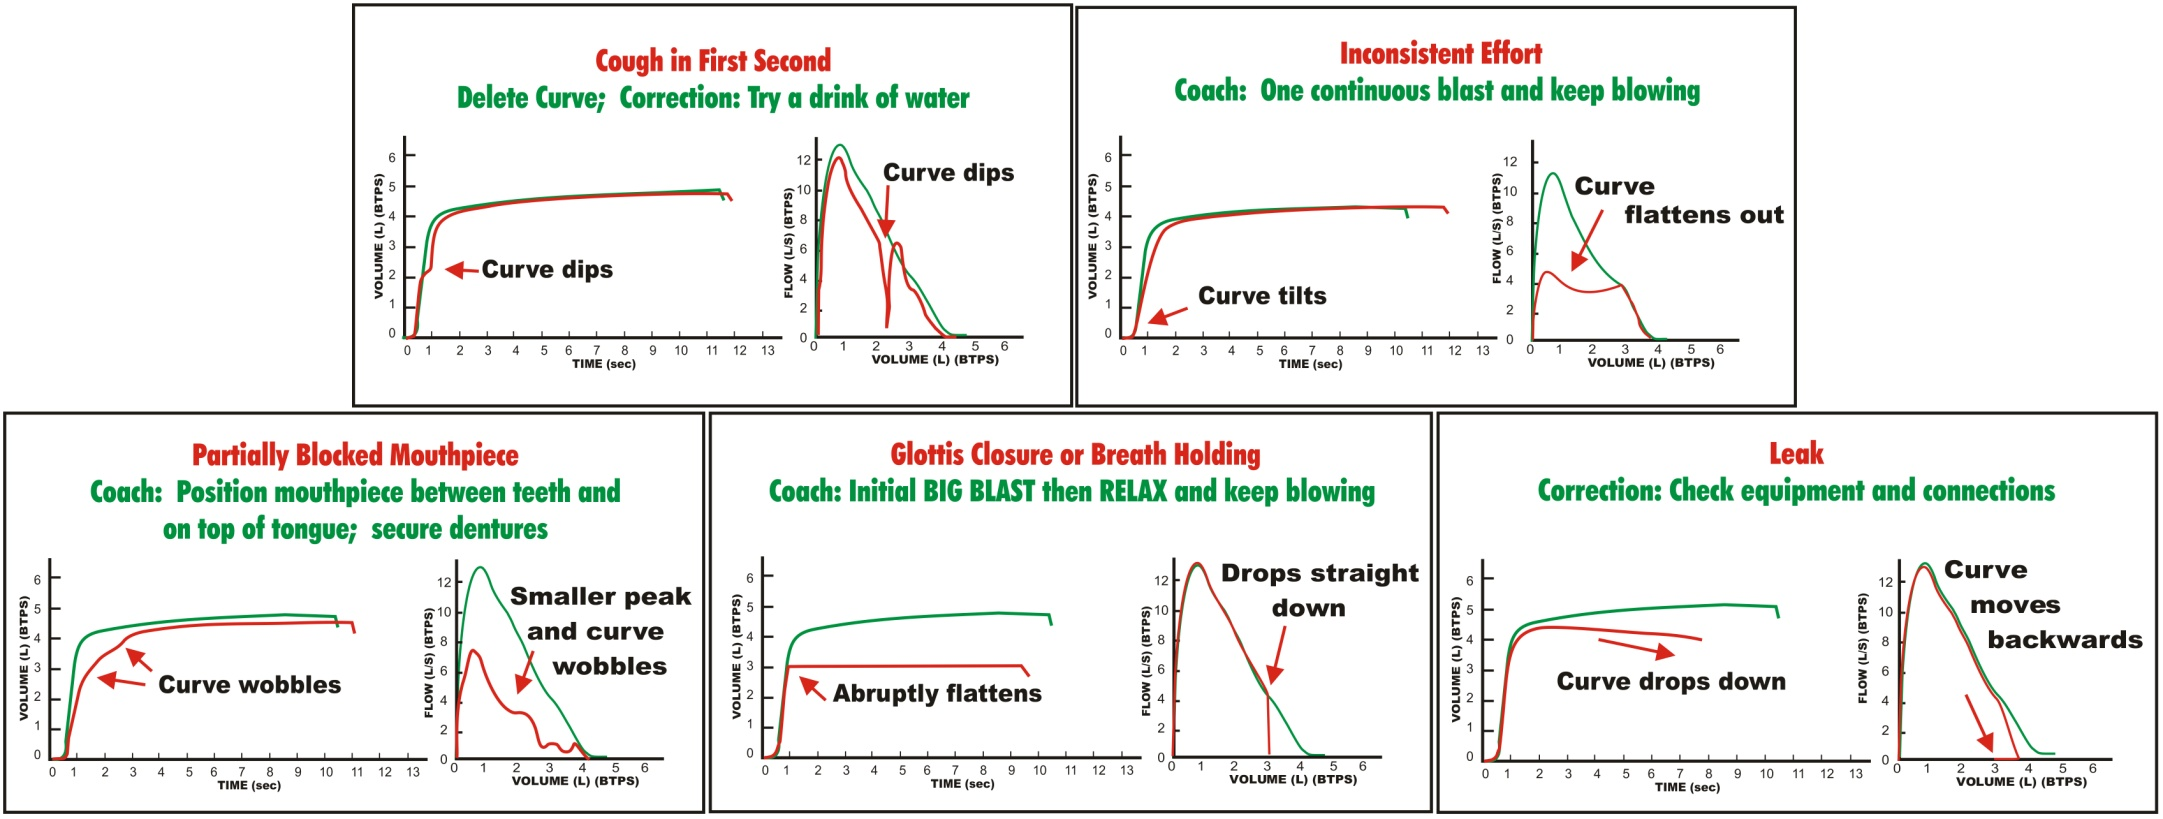 Cough in First Second
Delete Curve;  Correction: Try a drink of water
VOLUME (L) (BTPS)
6
5
4
3
2
1
0
Curve dips
0 1 2 3 4 5 6 7 8 9 10 11 12 13
TIME (sec)
FLOW (L/S) (BTPS)
12
10
8
6
4
2
0
Curve dips
0 1 2 3 4 5 6
VOLUME (L) (BTPS)
Inconsistent Effort
Coach:  One continuous blast and keep blowing
VOLUME (L) (BTPS)
6
5
4
3
2
1
0
Curve tilts
0 1 2 3 4 5 6 7 8 9 10 11 12 13
TIME (sec)
FLOW (L/S) (BTPS)
12
10
8
6
4
2
0
Curve
flattens out
0 1 2 3 4 5 6
VOLUME (L) (BTPS)
Partially Blocked Mouthpiece
Coach:  Position mouthpiece between teeth and
on top of tongue;  secure dentures
VOLUME (L) (BTPS)
6
5
4
3
2
1
0
Curve wobbles
0 1 2 3 4 5 6 7 8 9 10 11 12 13
TIME (sec)
FLOW (L/S) (BTPS)
12
10
8
6
4
2
0
Smaller peak
and curve
wobbles
0 1 2 3 4 5 6
VOLUME (L) (BTPS)
Glottis Closure or Breath Holding
Coach: Initial BIG BLAST then RELAX and keep blowing
VOLUME (L) (BTPS)
6
5
4
3
2
1
0
Abruptly flattens
0 1 2 3 4 5 6 7 8 9 10 11 12 13
TIME (sec)
FLOW (L/S) (BTPS)
12
10
8
6
4
2
0
Drops straight
down
0 1 2 3 4 5 6
VOLUME (L) (BTPS)
Leak
Correction: Check equipment and connections
VOLUME (L) (BTPS)
6
5
4
3
2
1
0
Curve drops down
0 1 2 3 4 5 6 7 8 9 10 11 12 13
TIME (sec)
FLOW (L/S) (BTPS)
12
10
8
6
4
2
0
Curve
moves
backwards
0 1 2 3 4 5 6
VOLUME (L) (BTPS)